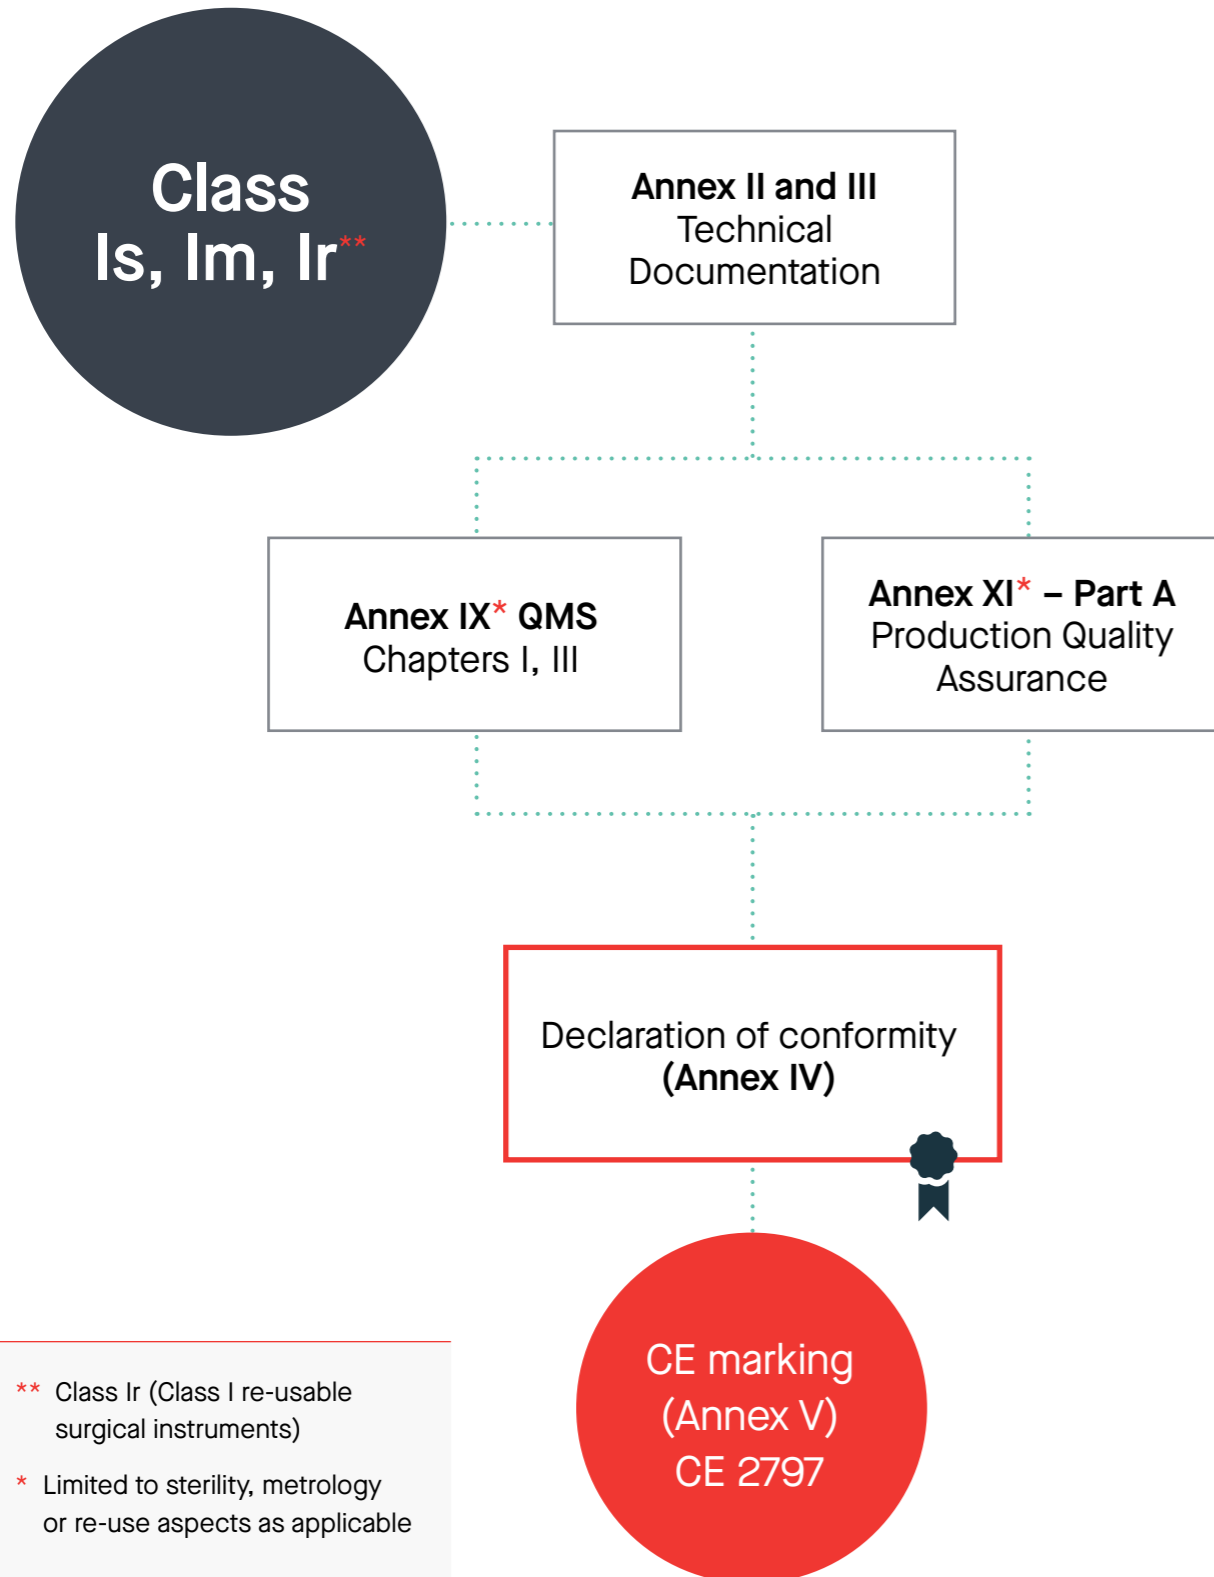 Class
Is, Im, Ir**
Annex II and III
Technical
Documentation
Annex IX* QMS
Chapters I, III
Annex XI* – Part A
Production Quality
Assurance
Declaration of conformity
(Annex IV)
CE marking
(Annex V)
CE 2797
** Class Ir (Class I re-usable
surgical instruments)
* Limited to sterility, metrology
or re-use aspects as applicable